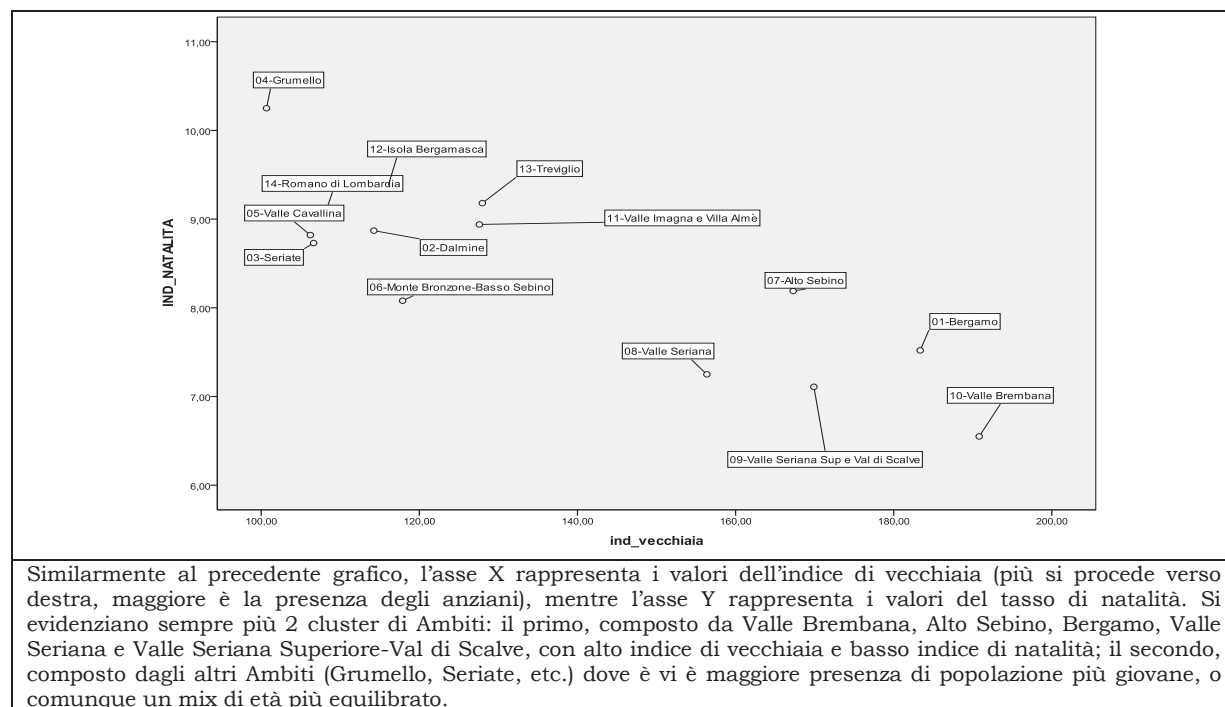 11,00
04-Grumello
10,00
12-Isola Bergamasca
13-Treviglio
14-Romano di Lombardia
05-Valle Cavallina
11-Valle Imagna e Villa Almè
9,00
02-Dalmine
03-Seriate
IND_NATALITA
06-Monte Bronzone-Basso Sebino
07-Alto Sebino
8,00
01-Bergamo
08-Valle Seriana
7,00
10-Valle Brembana
09-Valle Seriana Sup e Val di Scalve
6,00
100,00 120,00 140,00 160,00 180,00 200,00
ind_vecchiaia
Similarmente al precedente grafico, l'asse X rappresenta i valori dell'indice di vecchiaia (più si procede verso
destra, maggiore è la presenza degli anziani), mentre l'asse Y rappresenta i valori del tasso di natalità. Si
evidenziano sempre più 2 cluster di Ambiti: il primo, composto da Valle Brembana, Alto Sebino, Bergamo, Valle
Seriana e Valle Seriana Superiore-Val di Scalve, con alto indice di vecchiaia e basso indice di natalità; il secondo,
composto dagli altri Ambiti (Grumello, Seriate, etc.) dove è vi è maggiore presenza di popolazione più giovane, o
comunque un mix di età più equilibrato.